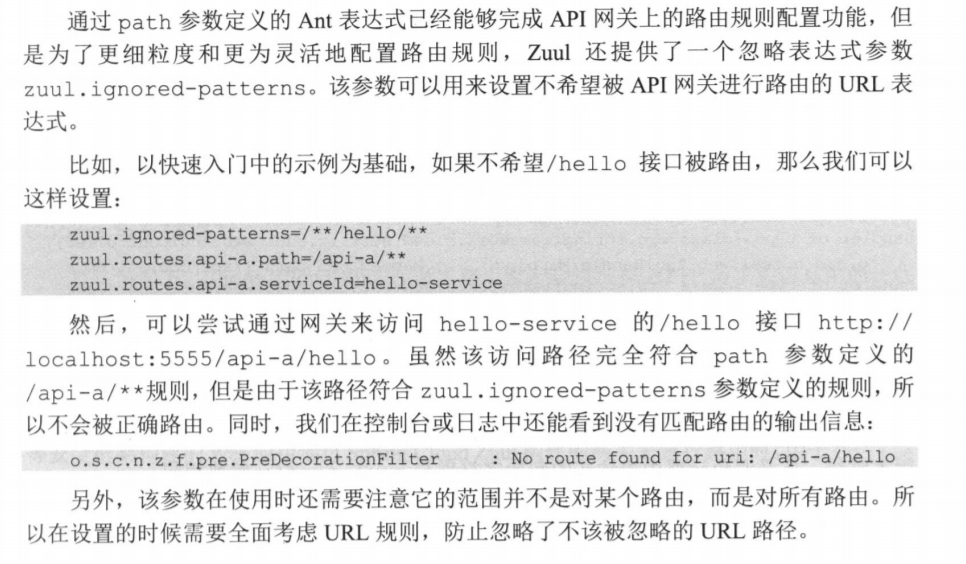 通过 path 参数定义的 Ant 表达式已经能够完成 API 网关上的路由规则配置功能，但
是为了更细粒度和更为灵活地配置路由规则，Zuul 还提供了一个忽略表达式参数
zuul.ignored-patterns。该参数可以用来设置不希望被 API 网关进行路由的 URL 表
达式。
比如，以快速入门中的示例为基础，如果不希望/hello 接口被路由，那么我们可以
这样设置：
zuul.ignored-patterns=/**/hello/**
zuul.routes.api-a.path=/api-a/**
zuul.routes.api-a.serviceId=hello-service
然后，可以尝试通过网关来访问 hello-service 的/hello 接口 http://
localhost:5555/api-a/hello。虽然该访问路径完全符合 path 参数定义的
/api-a/**规则，但是由于该路径符合 zuul.ignored-patterns 参数定义的规则，所
以不会被正确路由。同时，我们在控制台或日志中还能看到没有匹配路由的输出信息：
o.s.c.n.z.f.pre.PreDecorationFilter : No route found for uri: /api-a/hello
另外，该参数在使用时还需要注意它的范围并不是对某个路由，而是对所有路由。所
以在设置的时候需要全面考虑 URL 规则，防止忽略了不该被忽略的 URL 路径。